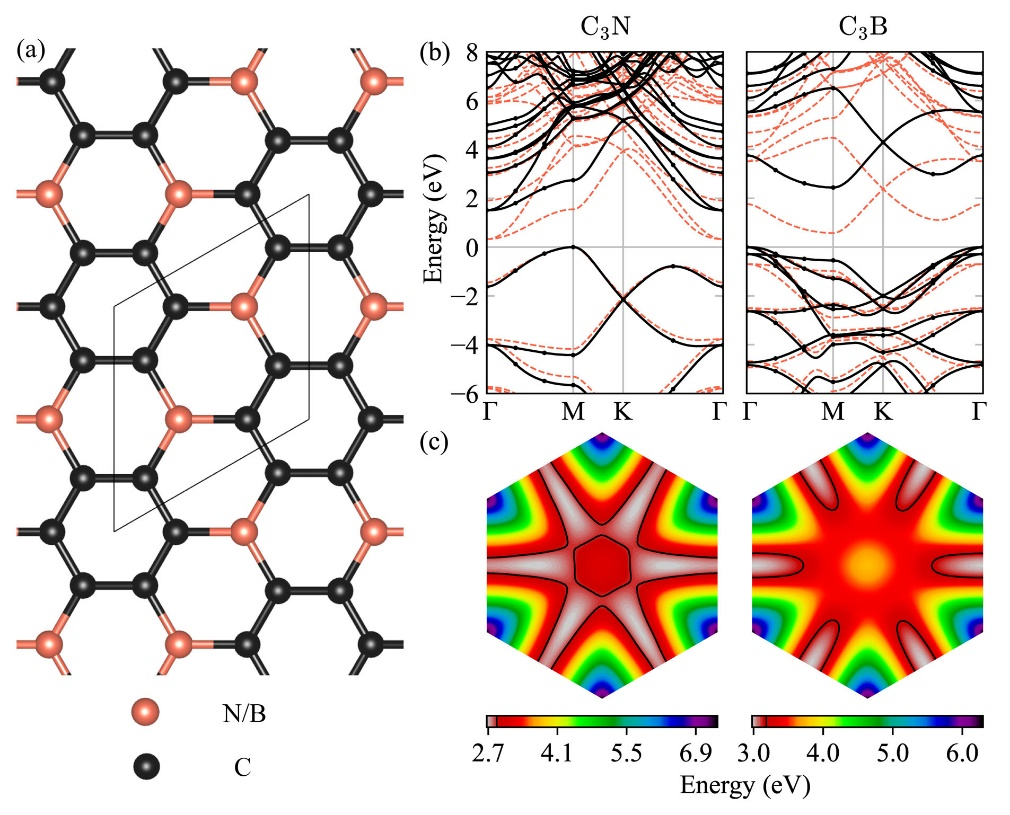 (a)
N/B
C
(b)
C₃N
C₃B
Energy (eV)
8
6
4
2
0
−2
−4
−6
Γ M K Γ
Γ M K Γ
(c)
2.7 4.1 5.5 6.9
3.0 4.0 5.0 6.0
Energy (eV)